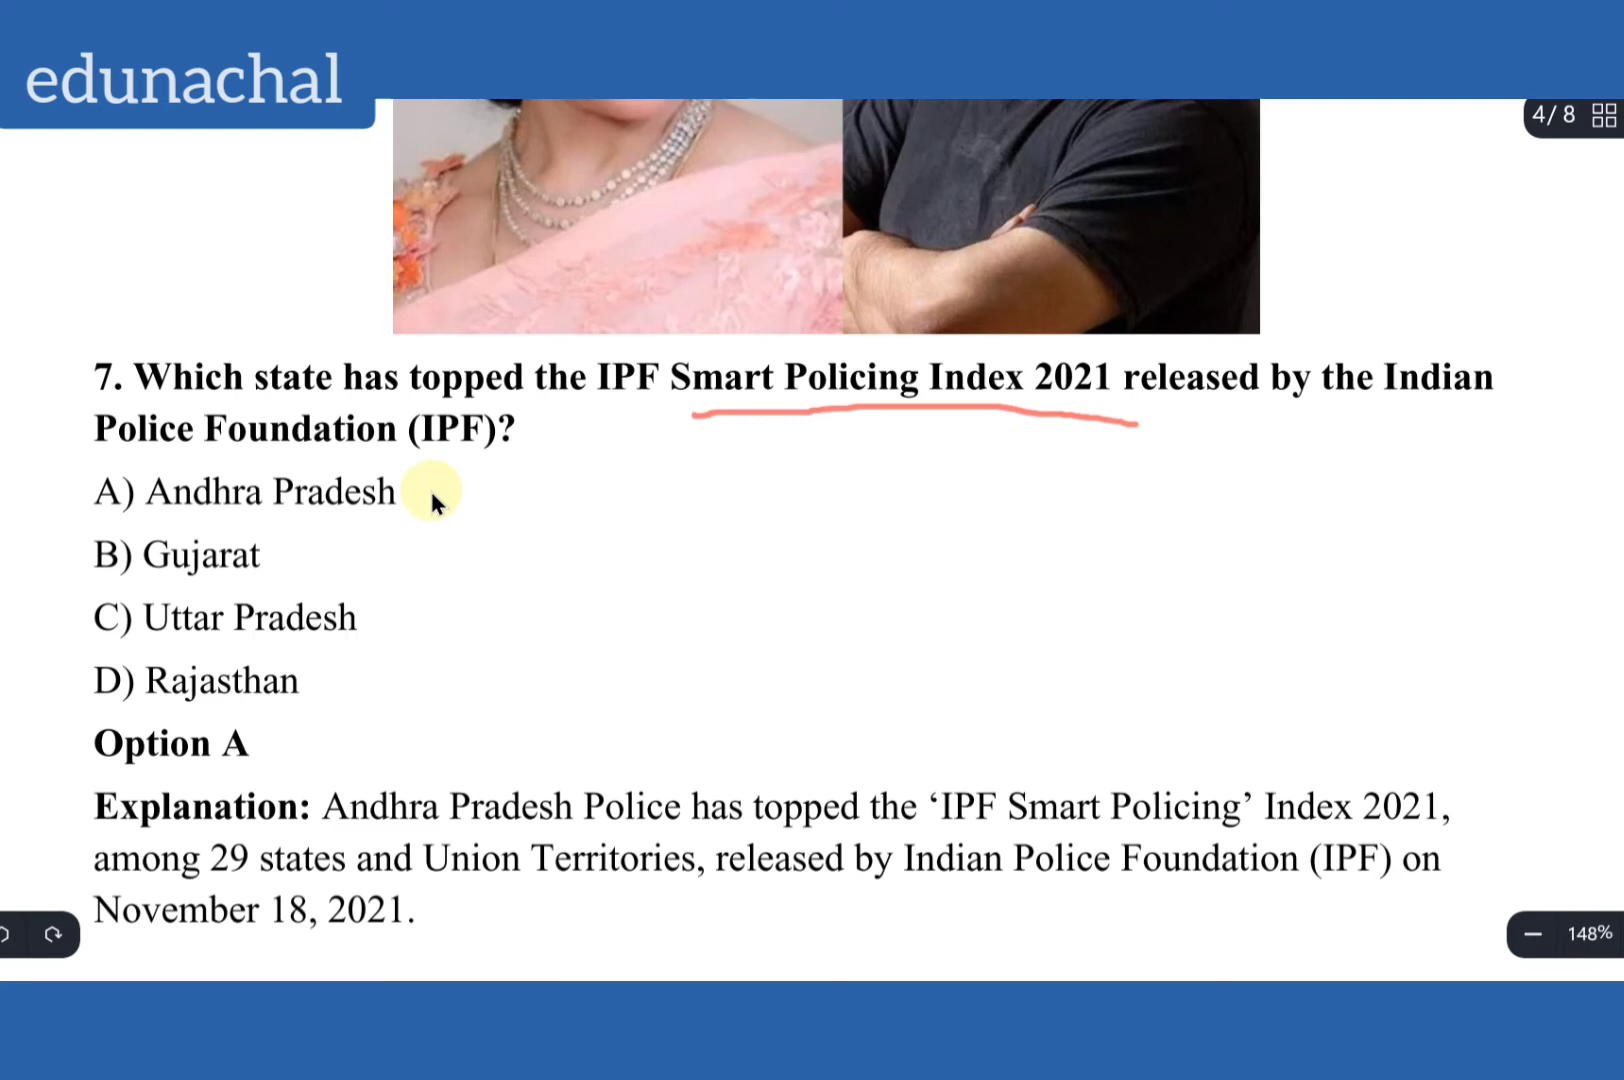 edunachal
4/ 8
7. Which state has topped the IPF Smart Policing Index 2021 released by the Indian
Police Foundation (IPF)?
A) Andhra Pradesh
B) Gujarat
C) Uttar Pradesh
D) Rajasthan
Option A
Explanation: Andhra Pradesh Police has topped the ‘IPF Smart Policing’ Index 2021,
among 29 states and Union Territories, released by Indian Police Foundation (IPF) on
November 18, 2021.
148%